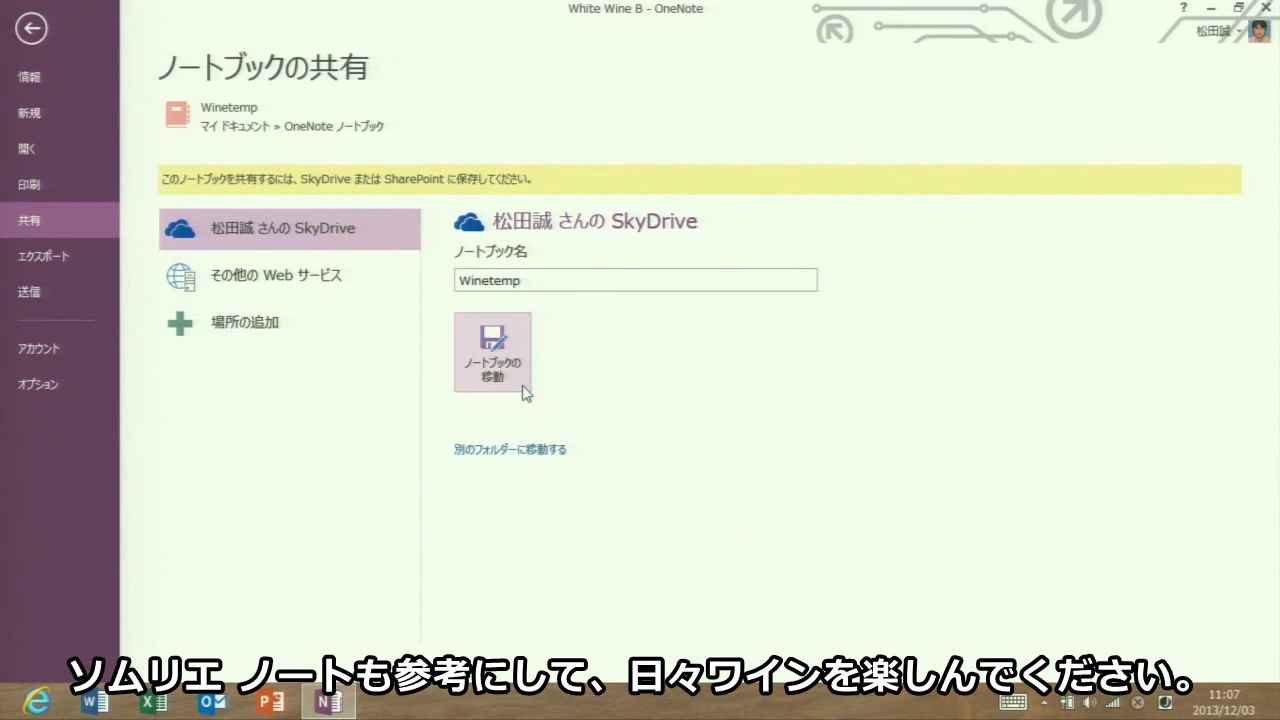 White Wine B - OneNote
?
松田誠
情報
新規
開く
印刷
共有
エクスポート
送信
アカウント
オプション
ノートブックの共有
Winetemp
マイ ドキュメント » OneNote ノートブック
このノートブックを共有するには、SkyDrive または SharePoint に保存してください。
松田誠 さんの SkyDrive
その他の Web サービス
場所の追加
松田誠 さんの SkyDrive
ノートブック名
Winetemp
ノートブックの
移動
別のフォルダーに移動する
ソムリエ ノートも参考にして、日々ワインを楽しんでください。
11:07
2013/12/03